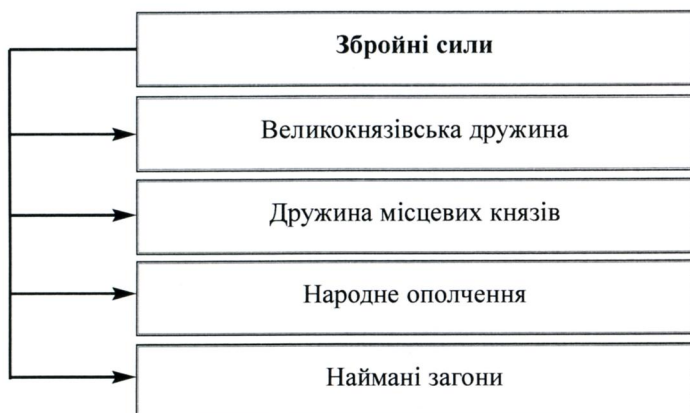 Збройні сили
Великокнязівська дружина
Дружина місцевих князів
Народне ополчення
Наймані загони